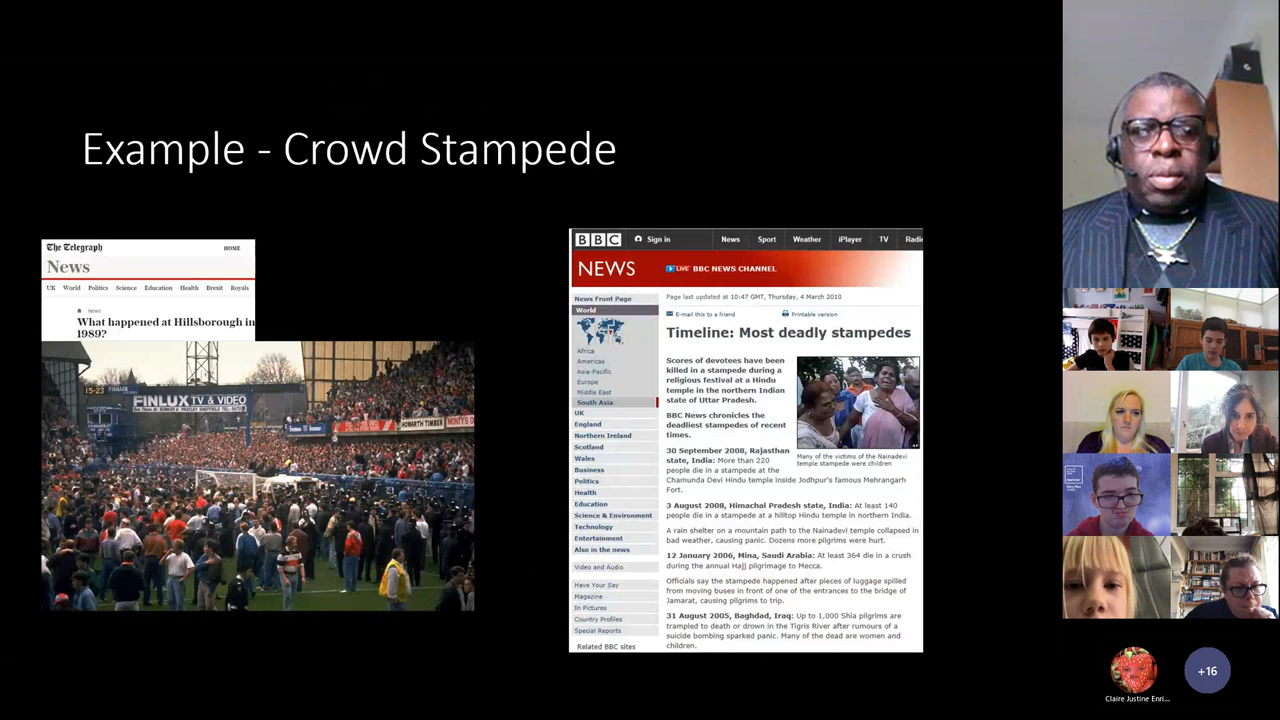 Example - Crowd Stampede
The Telegraph
HOME
News
UK World Politics Science Education Health Brexit Royals
News
What happened at Hillsborough in
1989?
15-23
FINLUX
FINLUX TV & VIDEO
HOWARTH TIMBER
BBC Sign in News Sport Weather iPlayer TV Radi
NEWS LIVE BBC NEWS CHANNEL
News Front Page
World
Africa
Americas
Asia-Pacific
Europe
Middle East
South Asia
UK
England
Northern Ireland
Scotland
Wales
Business
Politics
Health
Education
Science & Environment
Technology
Entertainment
Also in the news
Video and Audio
Have Your Say
Magazine
In Pictures
Country Profiles
Special Reports
Related BBC sites
Page last updated at 10:47 GMT, Thursday, 4 March 2010
E-mail this to a friend Printable version
Timeline: Most deadly stampedes
Scores of devotees have been
killed in a stampede during a
religious festival at a Hindu
temple in the northern Indian
state of Uttar Pradesh.
BBC News chronicles the
deadliest stampedes of recent
times.
Many of the victims of the Nainadevi
temple stampede were children
30 September 2008, Rajasthan
state, India: More than 220
people die in a stampede at the
Chamunda Devi Hindu temple inside Jodhpur's famous Mehrangarh
Fort.
3 August 2008, Himachal Pradesh state, India: At least 140
people die in a stampede at a hilltop Hindu temple in northern India.
A rain shelter on a mountain path to the Nainadevi temple collapsed in
bad weather, causing panic. Dozens more pilgrims were hurt.
12 January 2006, Mina, Saudi Arabia: At least 364 die in a crush
during the annual Hajj pilgrimage to Mecca.
Officials say the stampede happened after pieces of luggage spilled
from moving buses in front of one of the entrances to the bridge of
Jamarat, causing pilgrims to trip.
31 August 2005, Baghdad, Iraq: Up to 1,000 Shia pilgrims are
trampled to death or drown in the Tigris River after rumours of a
suicide bombing sparked panic. Many of the dead are women and
children.
+16
Claire Justine Enri...